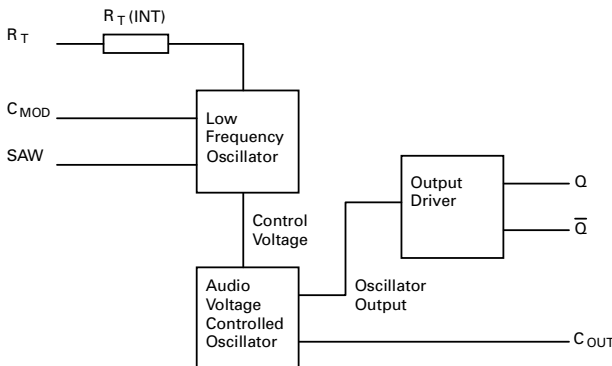 R T (INT)
R T
C MOD
SAW
Low
Frequency
Oscillator
Output
Driver
Q
Q̅
Control
Voltage
Audio
Voltage
Controlled
Oscillator
Oscillator
Output
C OUT